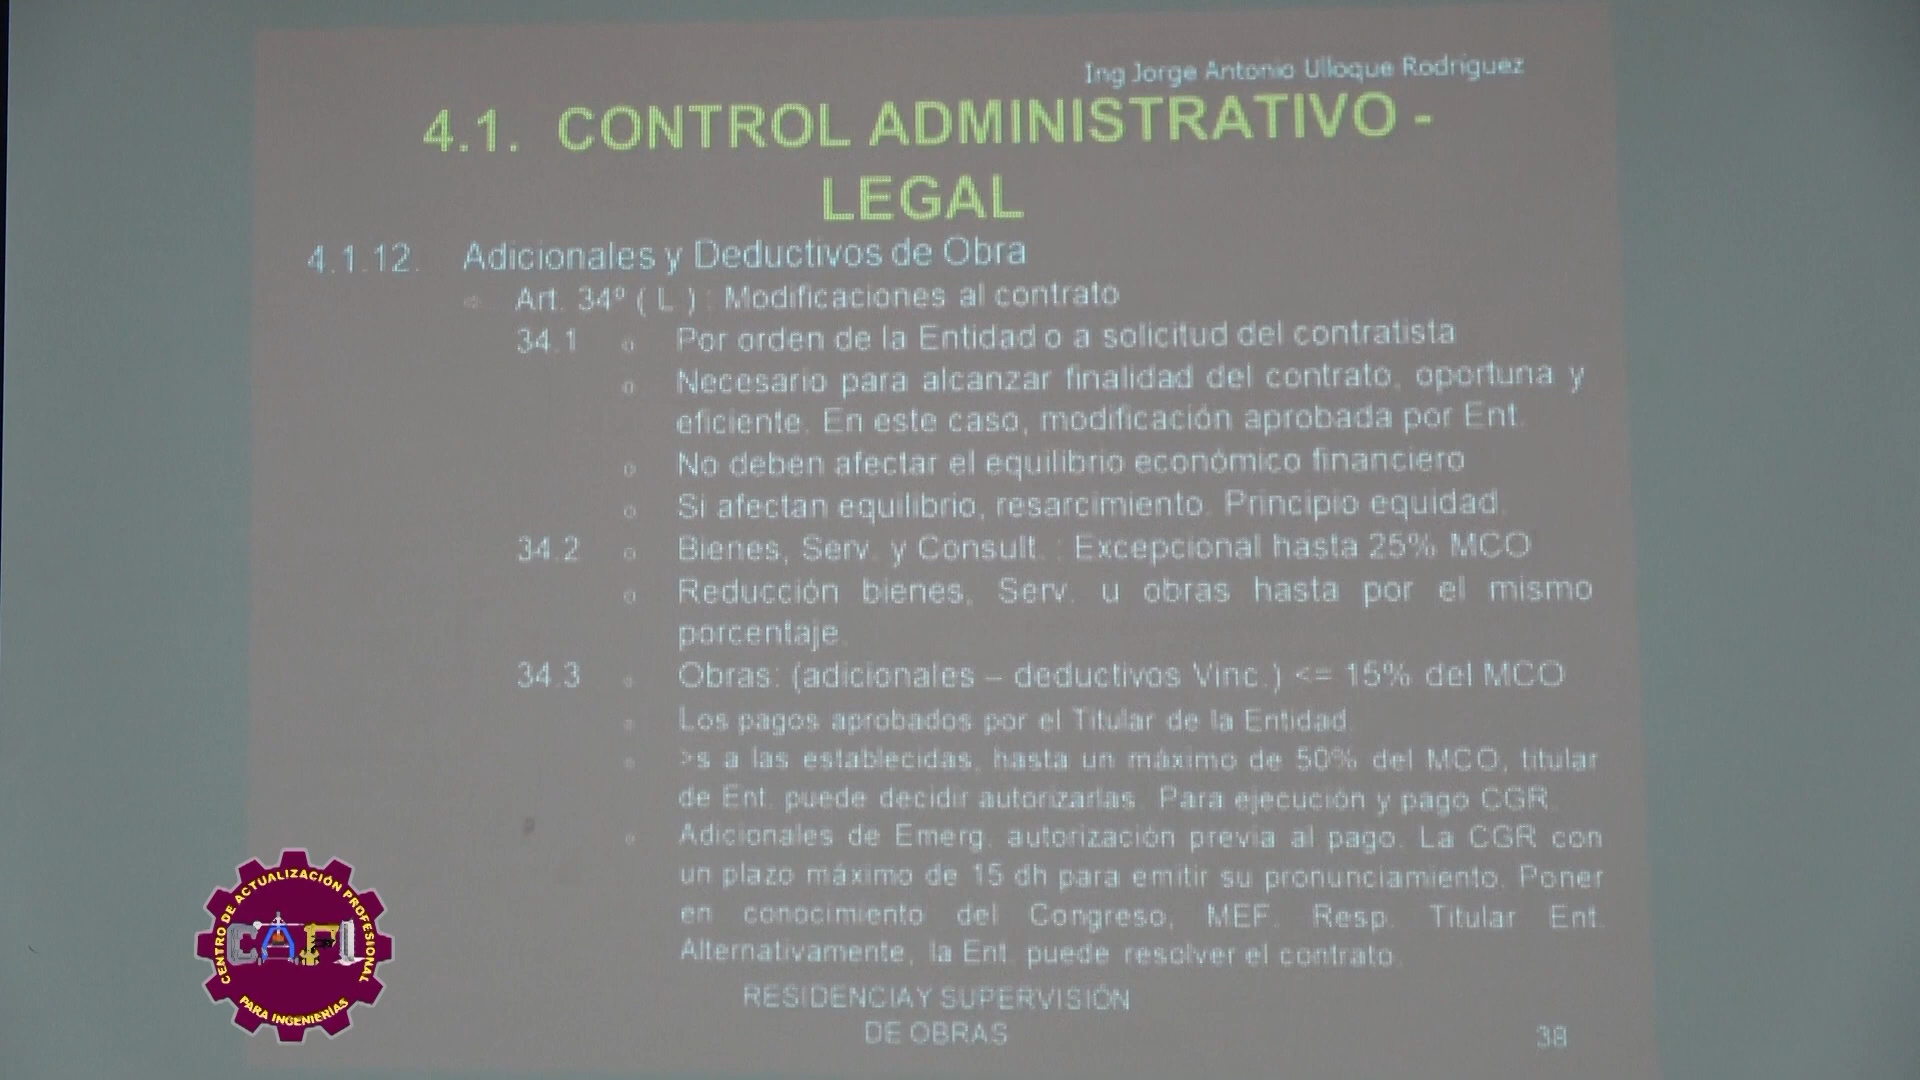 Ing Jorge Antonio Ulloque Rodriguez
4.1. CONTROL ADMINISTRATIVO -
LEGAL
4.1.12. Adicionales y Deductivos de Obra
Art. 34º ( L ) : Modificaciones al contrato
34.1 o Por orden de la Entidad o a solicitud del contratista
o Necesario para alcanzar finalidad del contrato, oportuna y
eficiente. En este caso, modificación aprobada por Ent.
o No deben afectar el equilibrio económico financiero
o Si afectan equilibrio, resarcimiento. Principio equidad.
34.2 o Bienes, Serv. y Consult. : Excepcional hasta 25% MCO
o Reducción bienes, Serv. u obras hasta por el mismo
porcentaje.
34.3 o Obras: (adicionales – deductivos Vinc.) <= 15% del MCO
o Los pagos aprobados por el Titular de la Entidad.
o >s a las establecidas, hasta un máximo de 50% del MCO, titular
de Ent. puede decidir autorizarlas. Para ejecución y pago CGR.
o Adicionales de Emerg. autorización previa al pago. La CGR con
un plazo máximo de 15 dh para emitir su pronunciamiento. Poner
en conocimiento del Congreso, MEF. Resp. Titular Ent.
Alternativamente, la Ent. puede resolver el contrato.
RESIDENCIA Y SUPERVISIÓN
DE OBRAS
38
CENTRO DE ACTUALIZACIÓN PROFESIONAL
CAPI
PARA INGENIERÍAS